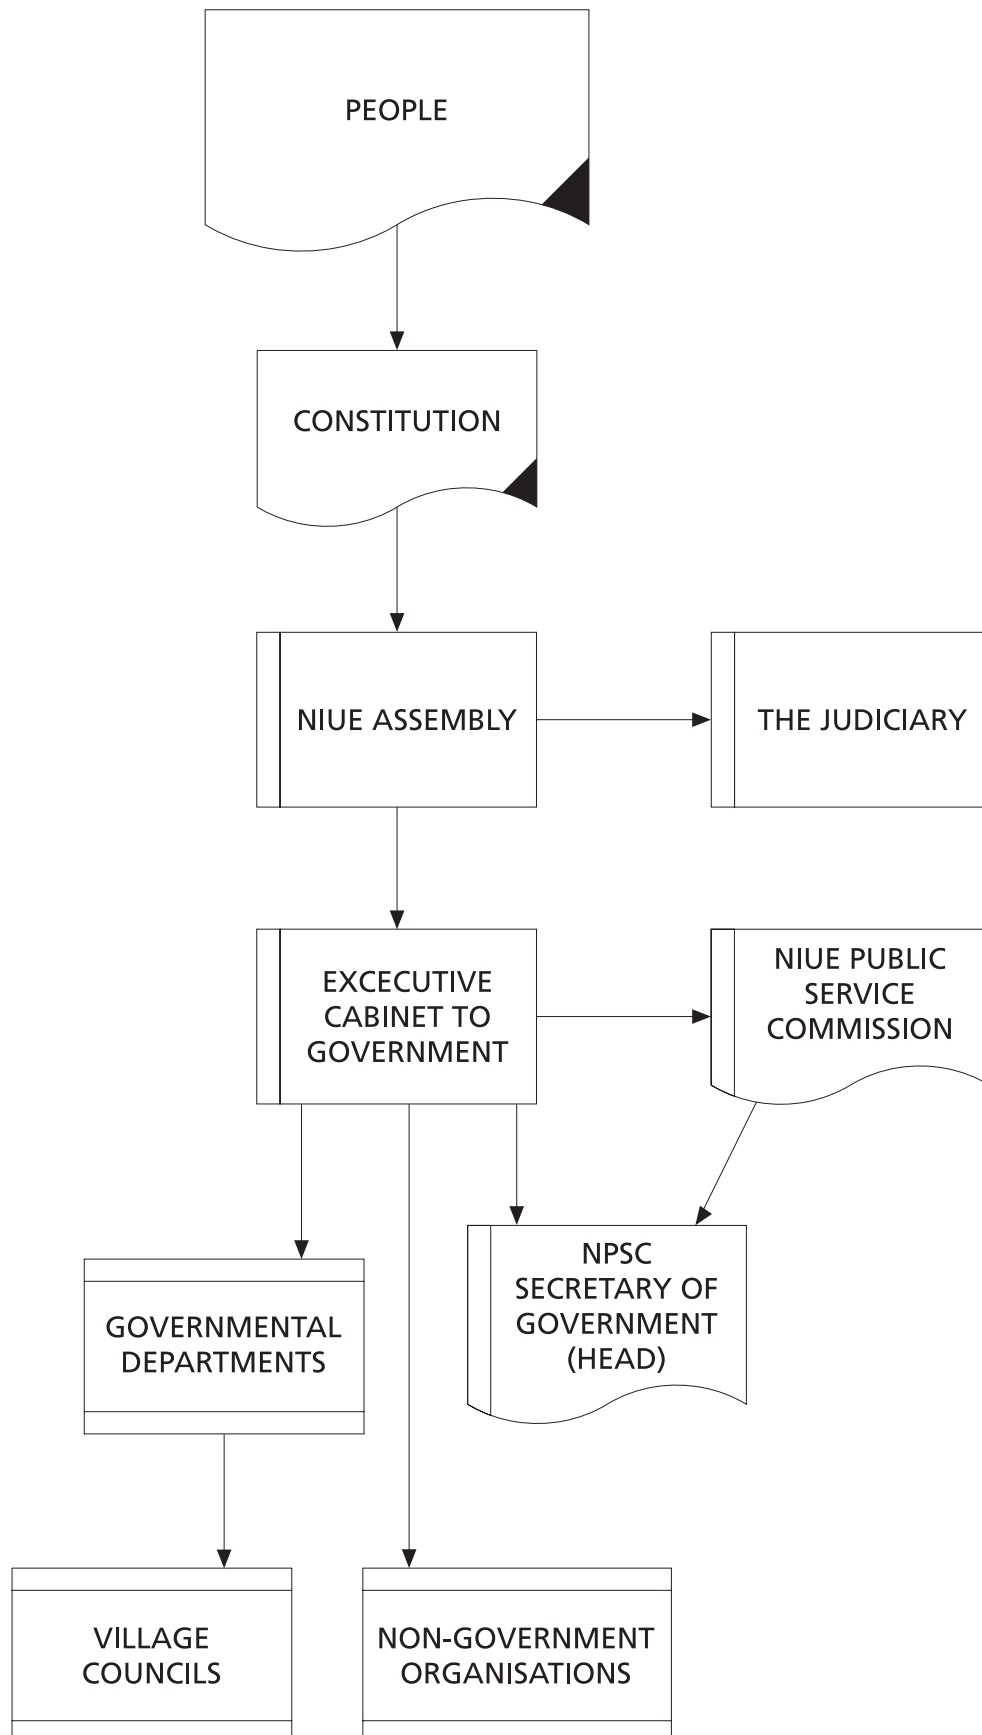 PEOPLE
CONSTITUTION
NIUE ASSEMBLY
THE JUDICIARY
EXCECUTIVE
CABINET TO
GOVERNMENT
NIUE PUBLIC
SERVICE
COMMISSION
NPSC
SECRETARY OF
GOVERNMENT
(HEAD)
GOVERNMENTAL
DEPARTMENTS
VILLAGE
COUNCILS
NON-GOVERNMENT
ORGANISATIONS